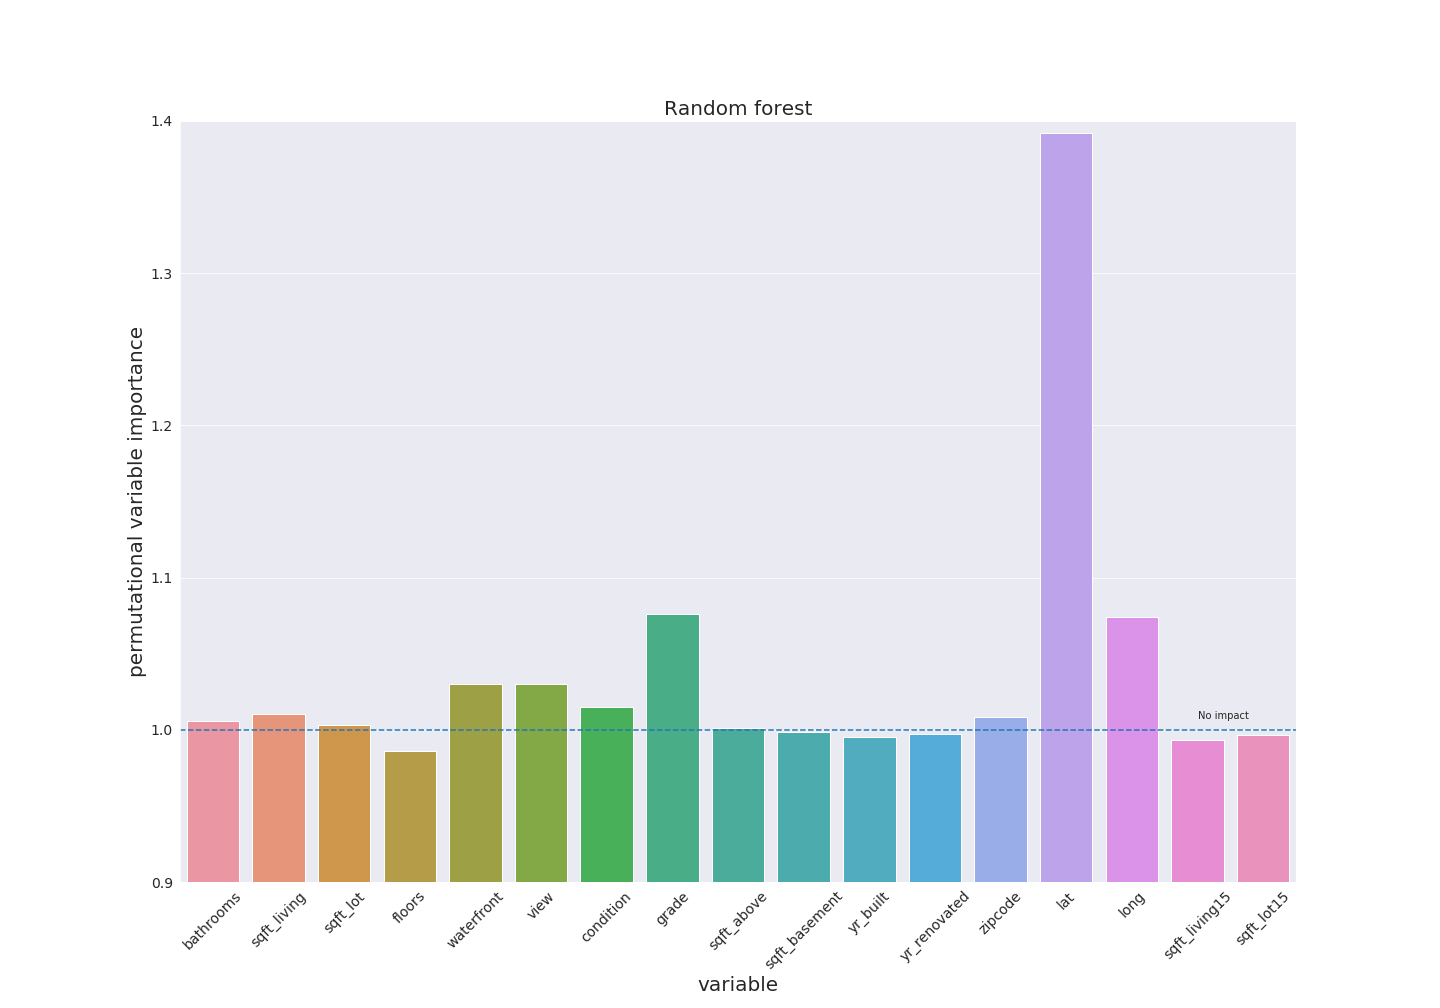 Random forest
permutational variable importance
1.4
1.3
1.2
1.1
1.0
0.9
No impact
bathrooms
sqft_living
sqft_lot
floors
waterfront
view
condition
grade
sqft_above
sqft_basement
yr_built
yr_renovated
zipcode
lat
long
sqft_living15
sqft_lot15
variable